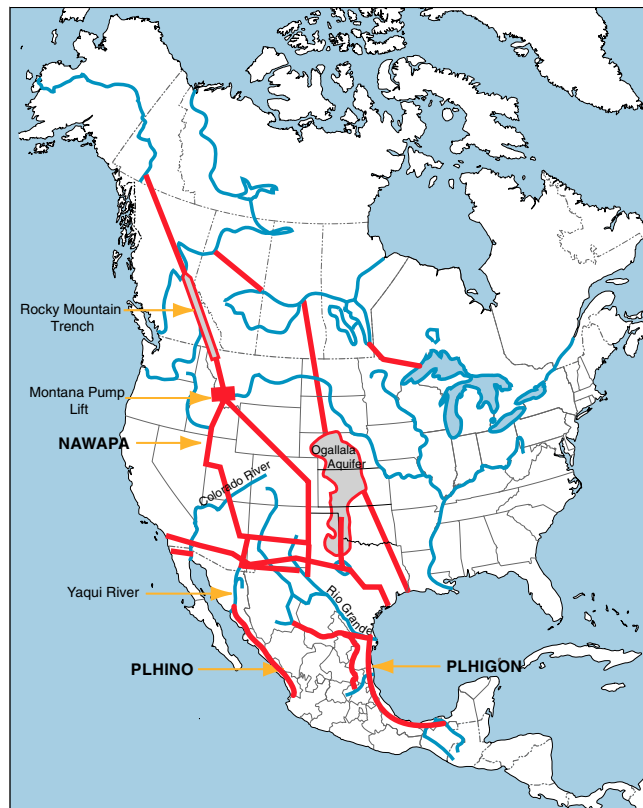 Rocky Mountain
Trench
Montana Pump
Lift
NAWAPA
Ogallala
Aquifer
Colorado River
Yaqui River
Rio Grande
PLHINO
PLHIGON